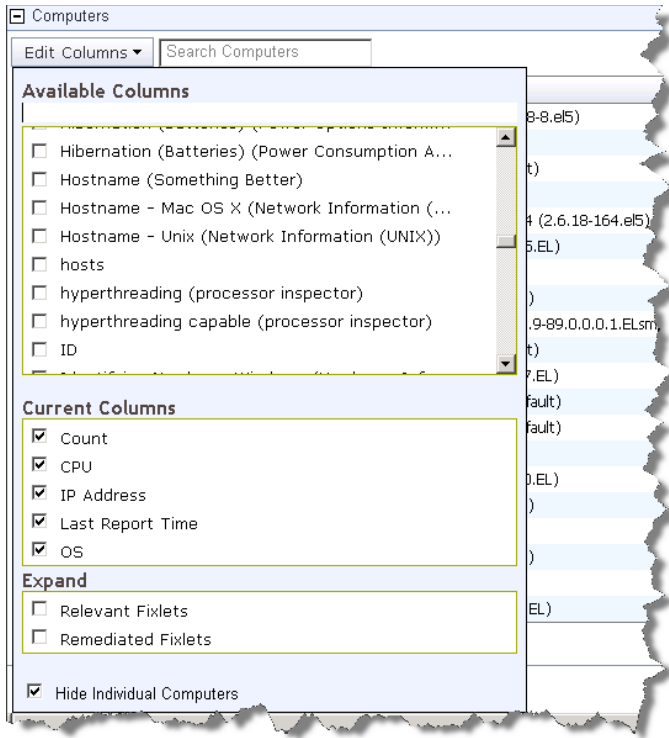 Computers
Edit Columns Search Computers
Available Columns
Hibernation (Batteries) (Power Consumption A...
Hostname (Something Better)
Hostname - Mac OS X (Network Information (...
Hostname - Unix (Network Information (UNIX))
hosts
hyperthreading (processor inspector)
hyperthreading capable (processor inspector)
ID
Current Columns
Count
CPU
IP Address
Last Report Time
OS
Expand
Relevant Fixlets
Remediated Fixlets
Hide Individual Computers
8-8.el5)
t)
4 (2.6.18-164.el5)
5.EL)
)
.9-89.0.0.0.1.ELsm
t)
7.EL)
fault)
fault)
0.EL)
)
)
EL)